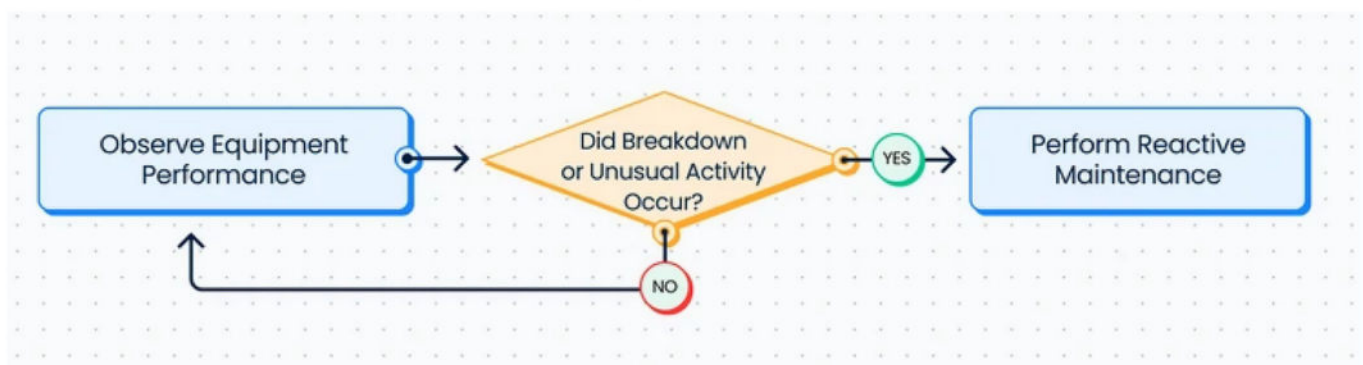 Observe Equipment
Performance
Did Breakdown
or Unusual Activity
Occur?
YES
Perform Reactive
Maintenance
NO